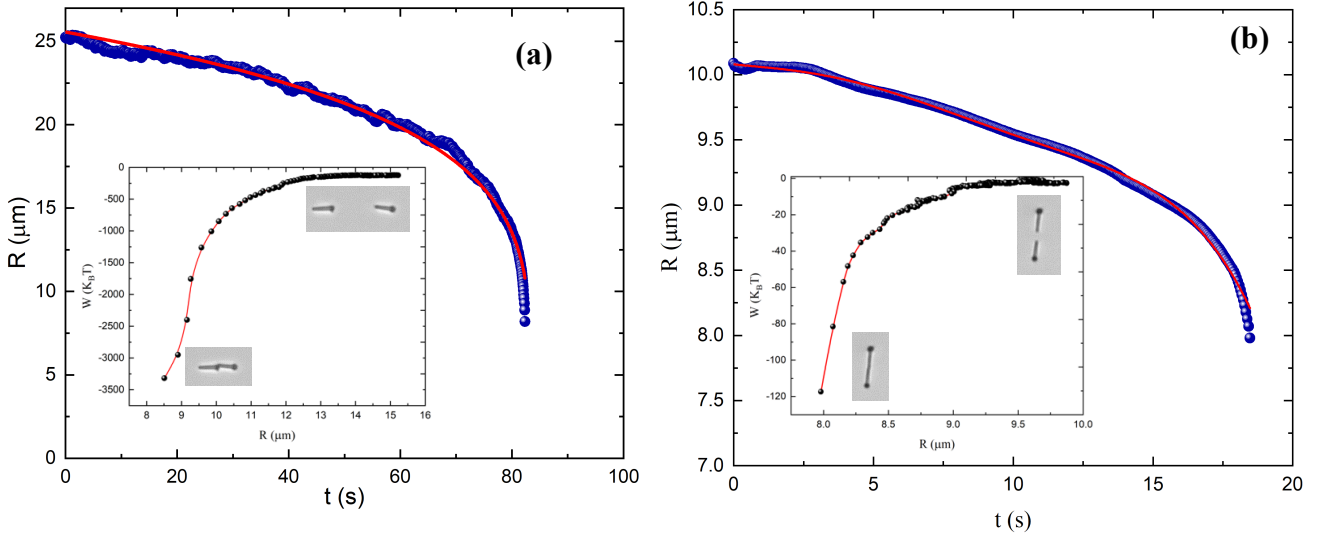 (a)
25
20
15
10
5
0
R (μm)
0 20 40 60 80 100
t (s)
0
-500
-1000
-1500
-2000
-2500
-3000
-3500
W (K_BT)
8 9 10 11 12 13 14 15 16
R (μm)
(b)
10.5
10.0
9.5
9.0
8.5
8.0
7.5
7.0
R (μm)
0 5 10 15 20
t (s)
0
-20
-40
-60
-80
-100
-120
W (K_BT)
8.0 8.5 9.0 9.5 10.0
R (μm)